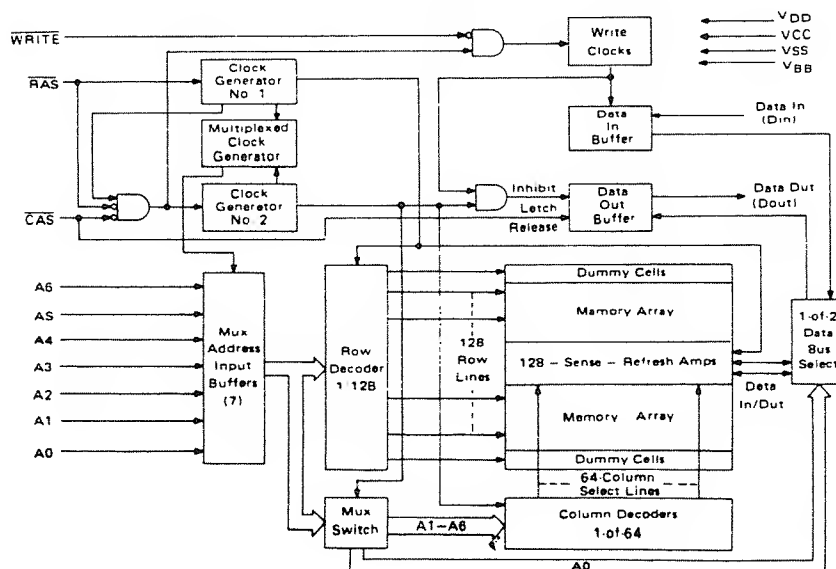 WRITE
RAS
CAS
Clock
Generator
No. 1
Multiplexed
Clock
Generator
Clock
Generator
No. 2
Write
Clocks
VDD
VCC
VSS
VBB
Data
In
Buffer
Data In
(Din)
Inhibit
Latch
Release
Data
Out
Buffer
Data Dut
(Dout)
A6
AS
A4
A3
A2
A1
A0
Mux
Address
Input
Buffers
(7)
Row
Decoder
1/128
128
Row
Lines
Dummy Cells
Memory Array
128 - Sense - Refresh Amps
Memory Array
Dummy Cells
1-of-2
Data
Bus
Select
Data
In/Dut
64-Column
Select Lines
Mux
Switch
A1-A6
Column Decoders
1-of-64
A0